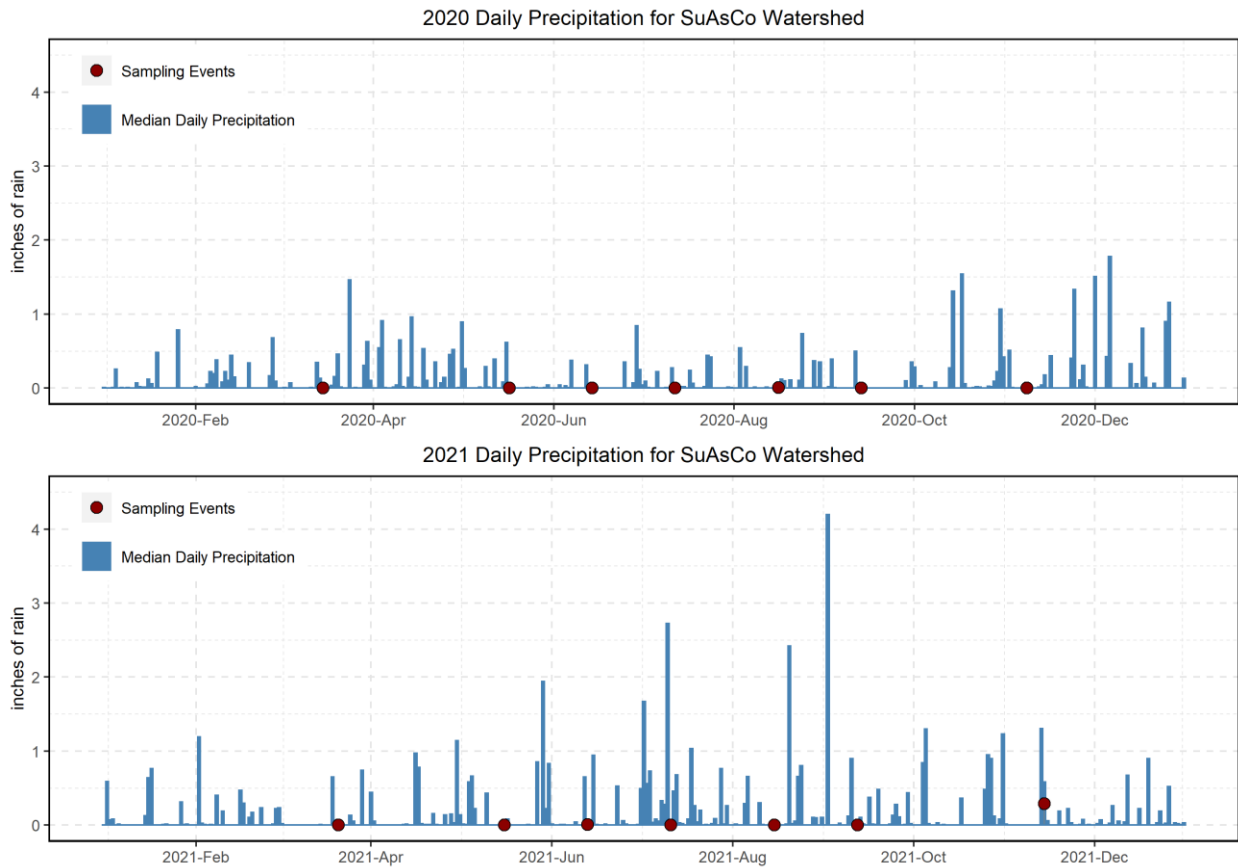 2020 Daily Precipitation for SuAsCo Watershed
Sampling Events
Median Daily Precipitation
inches of rain
4
3
2
1
0
2020-Feb 2020-Apr 2020-Jun 2020-Aug 2020-Oct 2020-Dec
2021 Daily Precipitation for SuAsCo Watershed
Sampling Events
Median Daily Precipitation
inches of rain
4
3
2
1
0
2021-Feb 2021-Apr 2021-Jun 2021-Aug 2021-Oct 2021-Dec